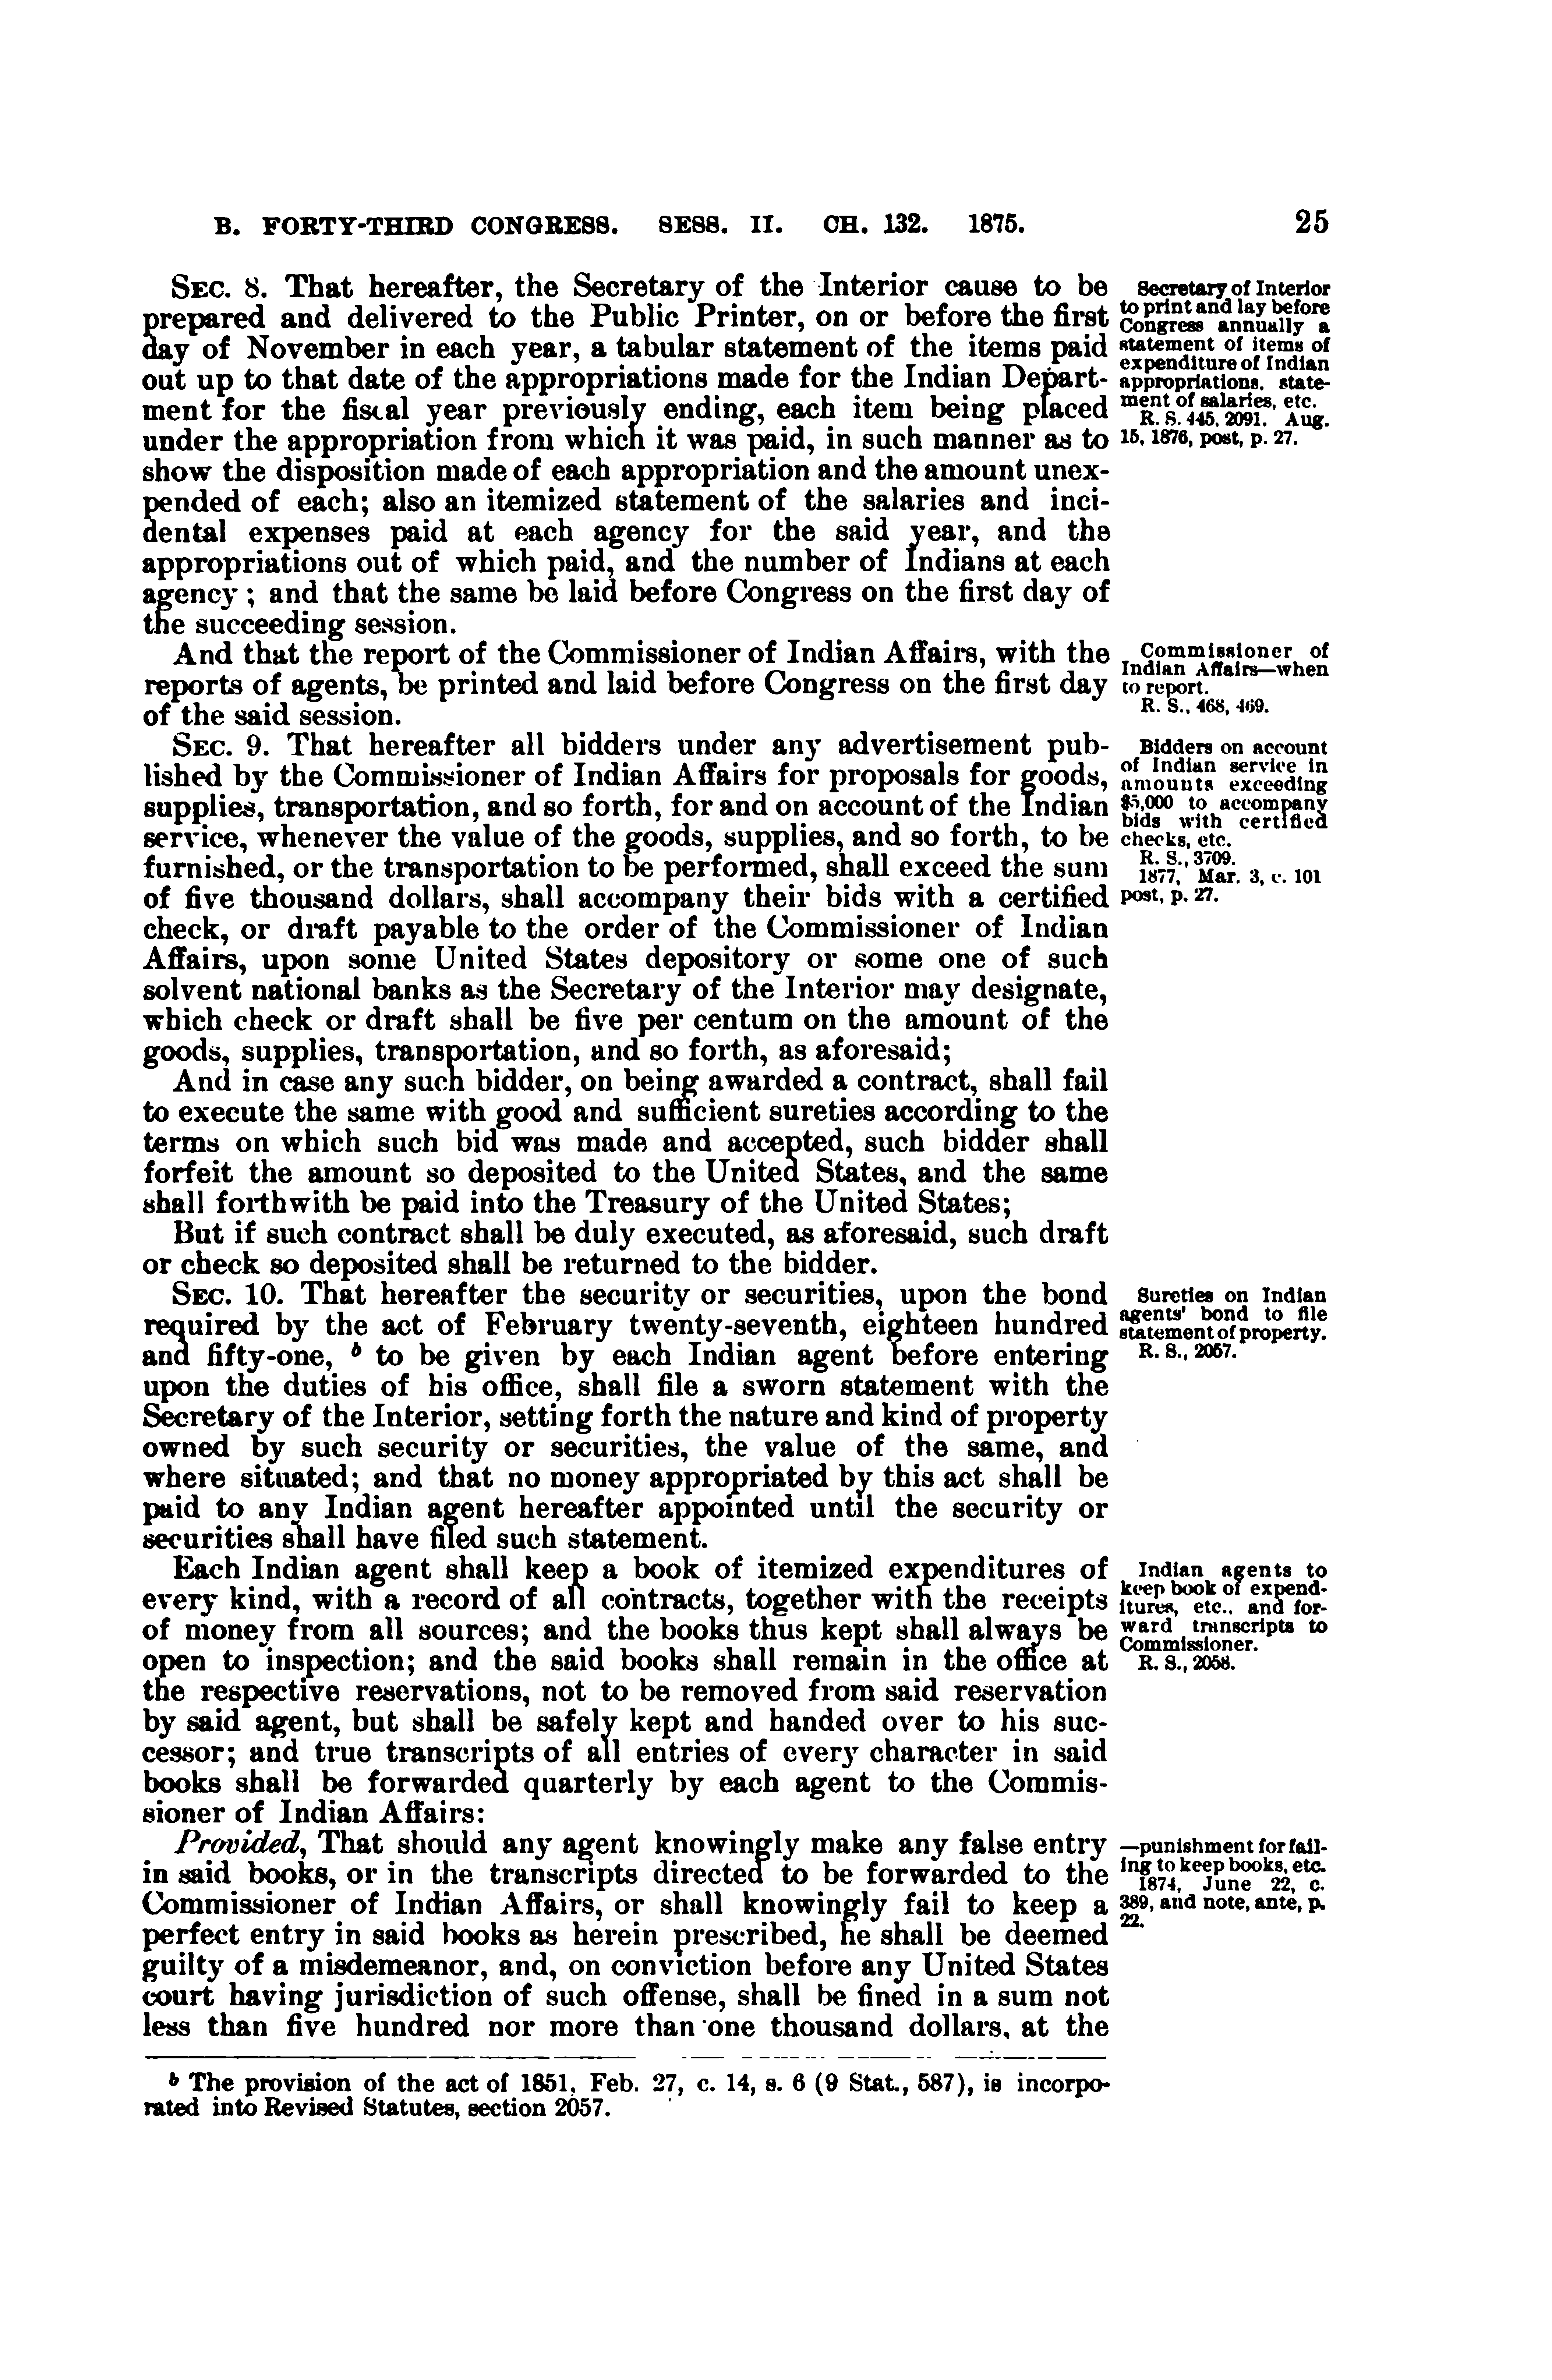 B. FORTY-THIRD CONGRESS. SESS. II. CH. 132. 1875. 25
SEC. 8. That hereafter, the Secretary of the Interior cause to be
prepared and delivered to the Public Printer, on or before the first
day of November in each year, a tabular statement of the items paid
out up to that date of the appropriations made for the Indian Depart-
ment for the fiscal year previously ending, each item being placed
under the appropriation from which it was paid, in such manner as to
show the disposition made of each appropriation and the amount unex-
pended of each; also an itemized statement of the salaries and inci-
dental expenses paid at each agency for the said year, and the
appropriations out of which paid, and the number of Indians at each
agency; and that the same be laid before Congress on the first day of
the succeeding session.
Secretary of Interior
to print and lay before
Congress annually a
statement of items of
expenditure of Indian
appropriations, state-
ment of salaries, etc.
R. S. 445, 2091. Aug.
15, 1876, post, p. 27.
And that the report of the Commissioner of Indian Affairs, with the
reports of agents, be printed and laid before Congress on the first day
of the said session.
Commissioner of
Indian Affairs—when
to report.
R. S., 468, 469.
SEC. 9. That hereafter all bidders under any advertisement pub-
lished by the Commissioner of Indian Affairs for proposals for goods,
supplies, transportation, and so forth, for and on account of the Indian
service, whenever the value of the goods, supplies, and so forth, to be
furnished, or the transportation to be performed, shall exceed the sum
of five thousand dollars, shall accompany their bids with a certified
check, or draft payable to the order of the Commissioner of Indian
Affairs, upon some United States depository or some one of such
solvent national banks as the Secretary of the Interior may designate,
which check or draft shall be five per centum on the amount of the
goods, supplies, transportation, and so forth, as aforesaid;
Bidders on account
of Indian service in
amounts exceeding
$5,000 to accompany
bids with certified
checks, etc.
R. S., 3709.
1877, Mar. 3, c. 101
post, p. 27.
And in case any such bidder, on being awarded a contract, shall fail
to execute the same with good and sufficient sureties according to the
terms on which such bid was made and accepted, such bidder shall
forfeit the amount so deposited to the United States, and the same
shall forthwith be paid into the Treasury of the United States;
But if such contract shall be duly executed, as aforesaid, such draft
or check so deposited shall be returned to the bidder.
SEC. 10. That hereafter the security or securities, upon the bond
required by the act of February twenty-seventh, eighteen hundred
and fifty-one, b to be given by each Indian agent before entering
upon the duties of his office, shall file a sworn statement with the
Secretary of the Interior, setting forth the nature and kind of property
owned by such security or securities, the value of the same, and
where situated; and that no money appropriated by this act shall be
paid to any Indian agent hereafter appointed until the security or
securities shall have filed such statement.
Sureties on Indian
agents' bond to file
statement of property.
R. S., 2057.
Each Indian agent shall keep a book of itemized expenditures of
every kind, with a record of all contracts, together with the receipts
of money from all sources; and the books thus kept shall always be
open to inspection; and the said books shall remain in the office at
the respective reservations, not to be removed from said reservation
by said agent, but shall be safely kept and handed over to his suc-
cessor; and true transcripts of all entries of every character in said
books shall be forwarded quarterly by each agent to the Commis-
sioner of Indian Affairs:
Indian agents to
keep book of expend-
itures, etc., and for-
ward transcripts to
Commissioner.
R. S., 2058.
Provided, That should any agent knowingly make any false entry
in said books, or in the transcripts directed to be forwarded to the
Commissioner of Indian Affairs, or shall knowingly fail to keep a
perfect entry in said books as herein prescribed, he shall be deemed
guilty of a misdemeanor, and, on conviction before any United States
court having jurisdiction of such offense, shall be fined in a sum not
less than five hundred nor more than one thousand dollars, at the
—punishment for fail-
ing to keep books, etc.
1874, June 22, c.
389, and note, ante, p.
22.
b The provision of the act of 1851, Feb. 27, c. 14, s. 6 (9 Stat., 587), is incorpo-
rated into Revised Statutes, section 2057.